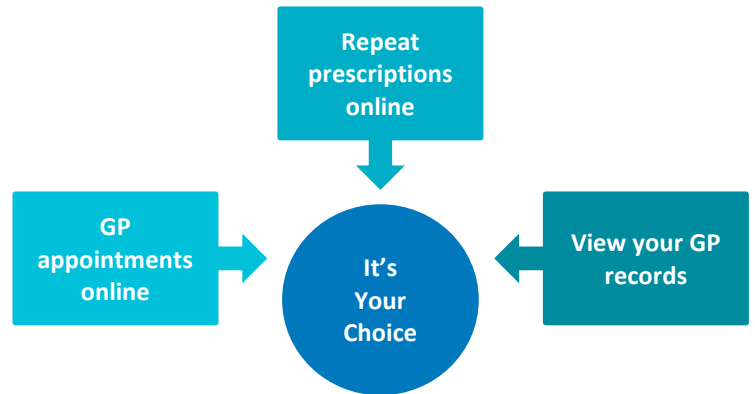 Repeat
prescriptions
online
GP
appointments
online
It’s
Your
Choice
View your GP
records